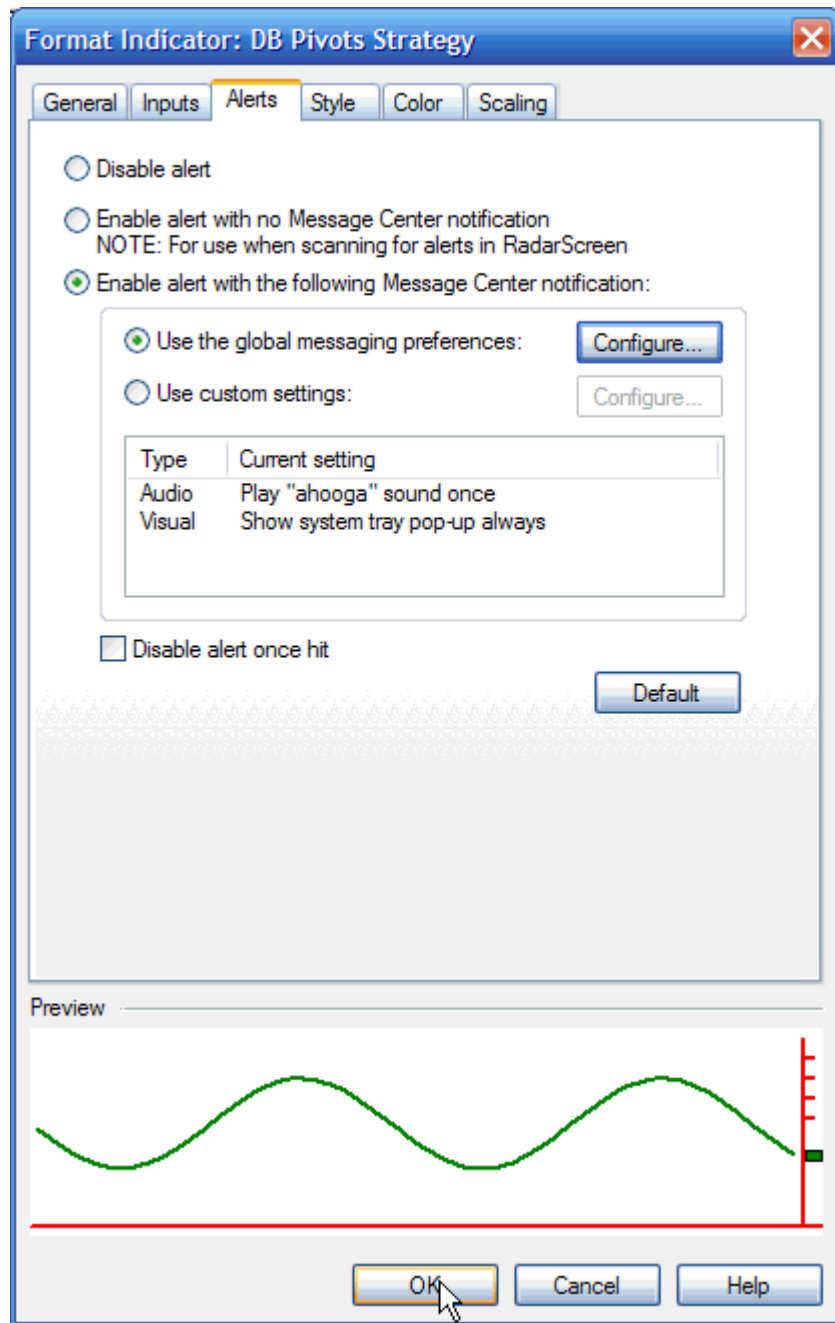 Format Indicator: DB Pivots Strategy
General Inputs Alerts Style Color Scaling
Disable alert
Enable alert with no Message Center notification
NOTE: For use when scanning for alerts in RadarScreen
Enable alert with the following Message Center notification:
Use the global messaging preferences: Configure...
Use custom settings: Configure...
Type Current setting
Audio Play "ahooga" sound once
Visual Show system tray pop-up always
Disable alert once hit
Default
Preview
OK Cancel Help